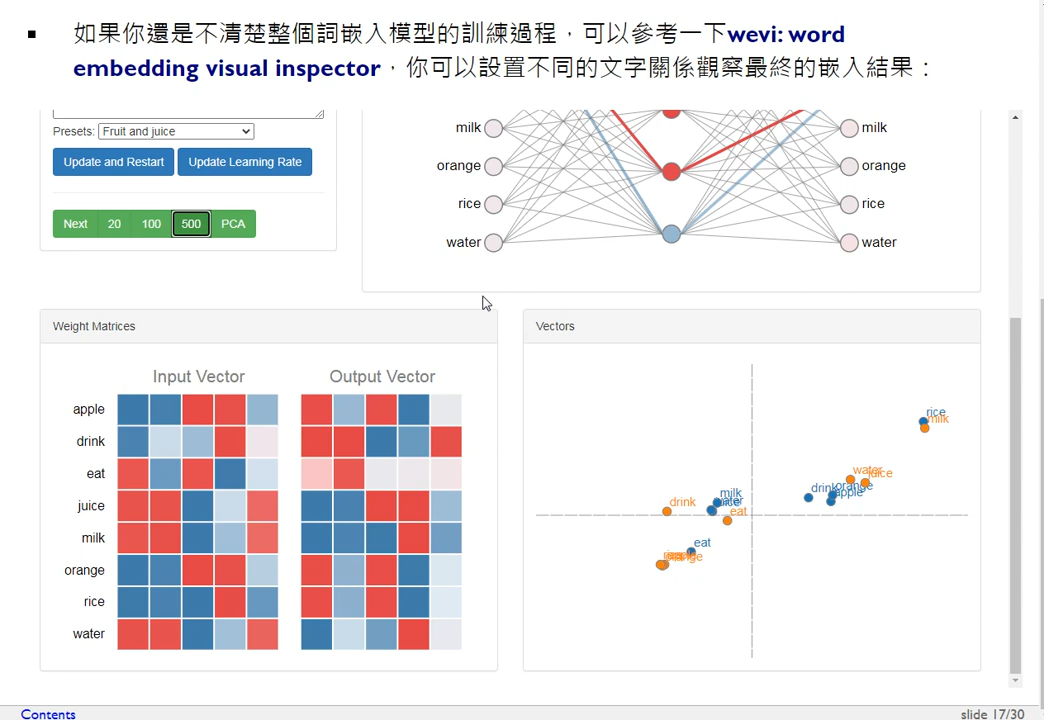 ▪ 如果你還是不清楚整個詞嵌入模型的訓練過程，可以參考一下wevi: word
embedding visual inspector，你可以設置不同的文字關係觀察最終的嵌入結果：
Presets: Fruit and juice
Update and Restart Update Learning Rate
Next 20 100 500 PCA
milk milk
orange orange
rice rice
water water
Weight Matrices
Input Vector Output Vector
apple
drink
eat
juice
milk
orange
rice
water
Vectors
rice
milk
water
juice
drink
orange
apple
milk
water
drink
eat
eat
orange
Contents
slide 17/30